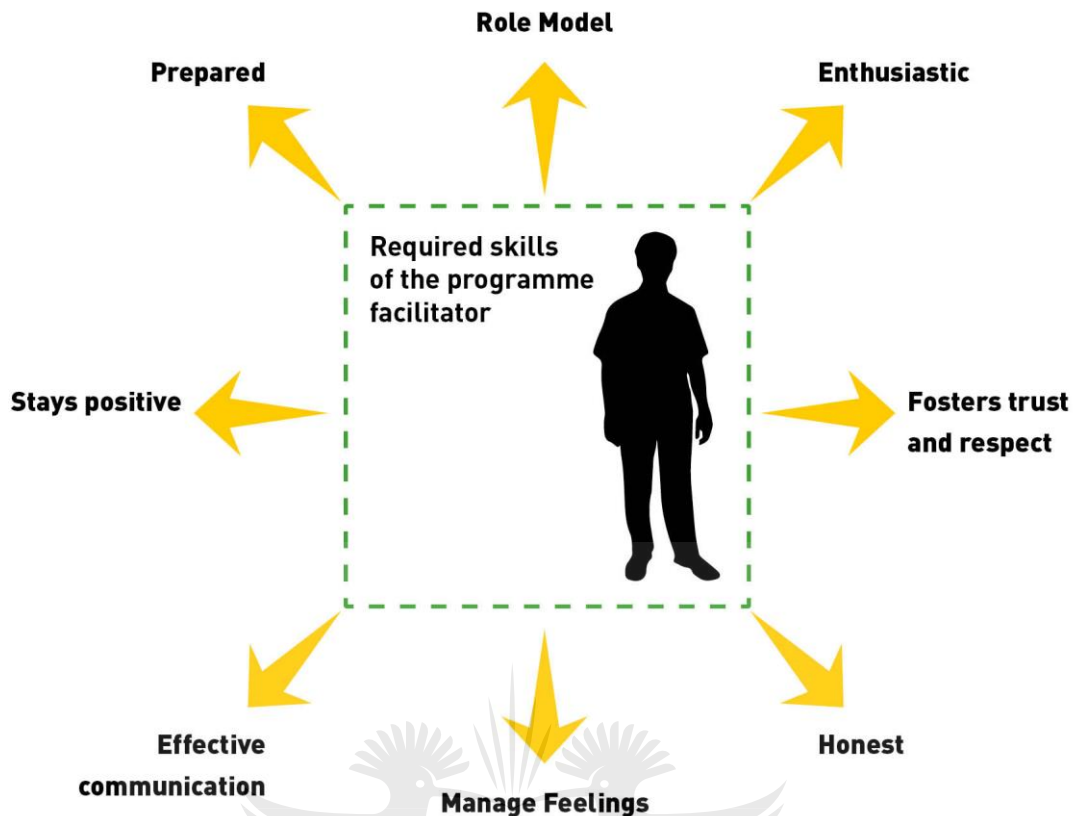 Role Model
Prepared
Enthusiastic
Required skills
of the programme
facilitator
Stays positive
Fosters trust
and respect
Effective
communication
Honest
Manage Feelings